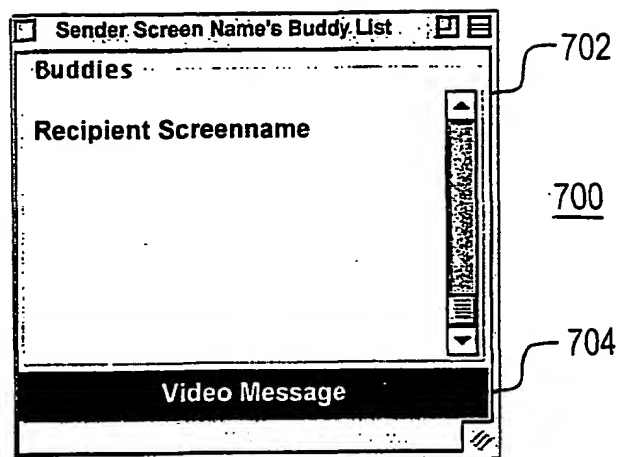 Sender Screen Name's Buddy List
702
Buddies
Recipient Screenname
700
704
Video Message